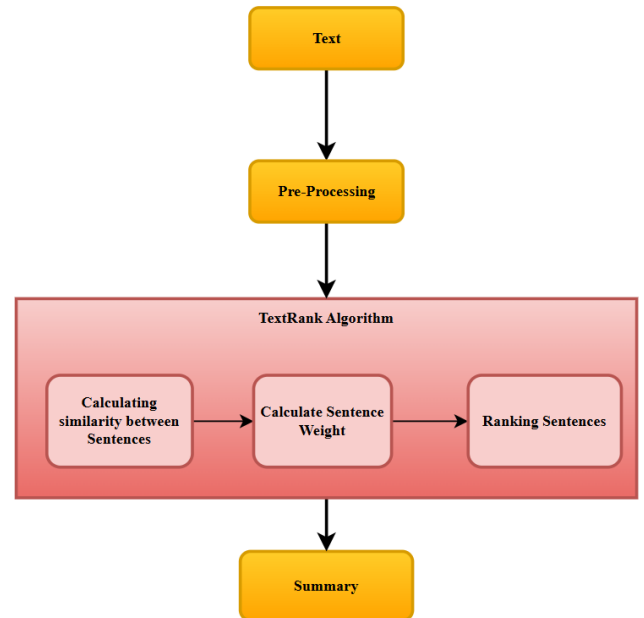 Text
Pre-Processing
TextRank Algorithm
Calculating
similarity between
Sentences
Calculate Sentence
Weight
Ranking Sentences
Summary